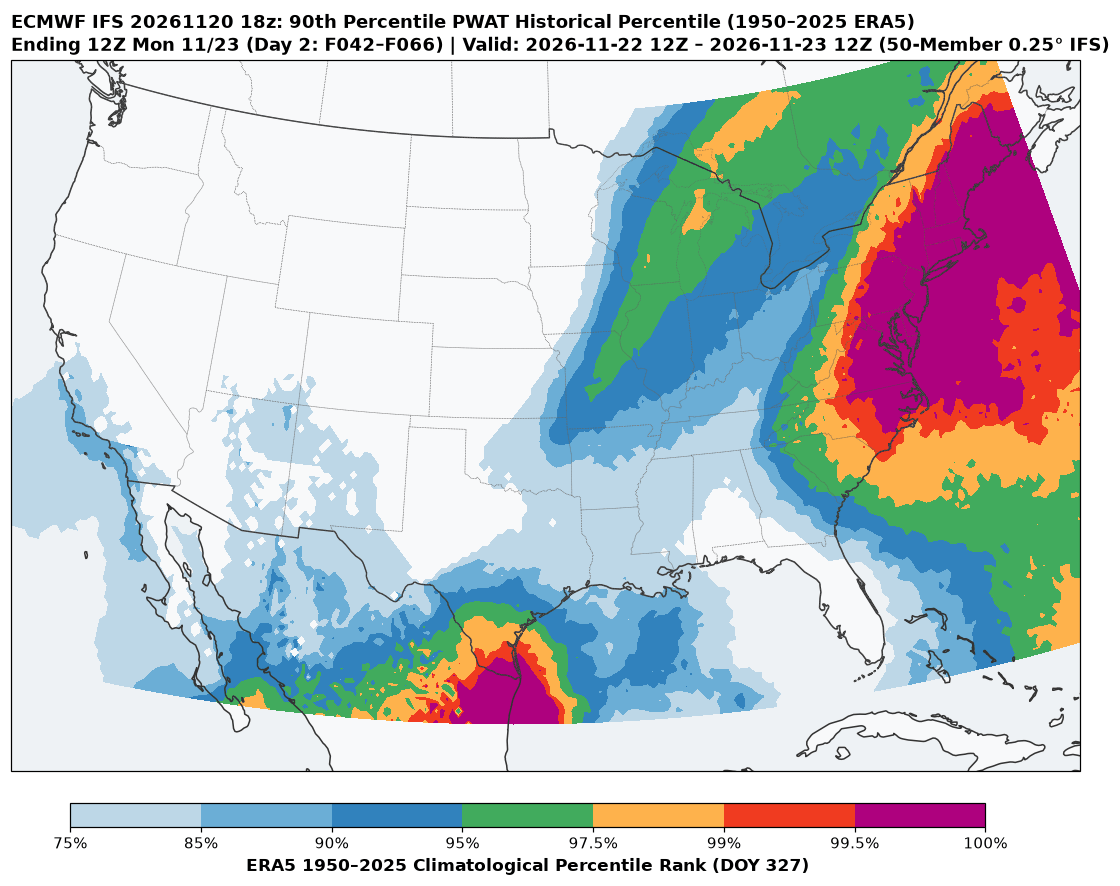 ECMWF IFS 20261120 18z: 90th Percentile PWAT Historical Percentile (1950–2025 ERA5)
Ending 12Z Mon 11/23 (Day 2: F042–F066) | Valid: 2026-11-22 12Z – 2026-11-23 12Z (50-Member 0.25° IFS)
75% 85% 90% 95% 97.5% 99% 99.5% 100%
ERA5 1950–2025 Climatological Percentile Rank (DOY 327)